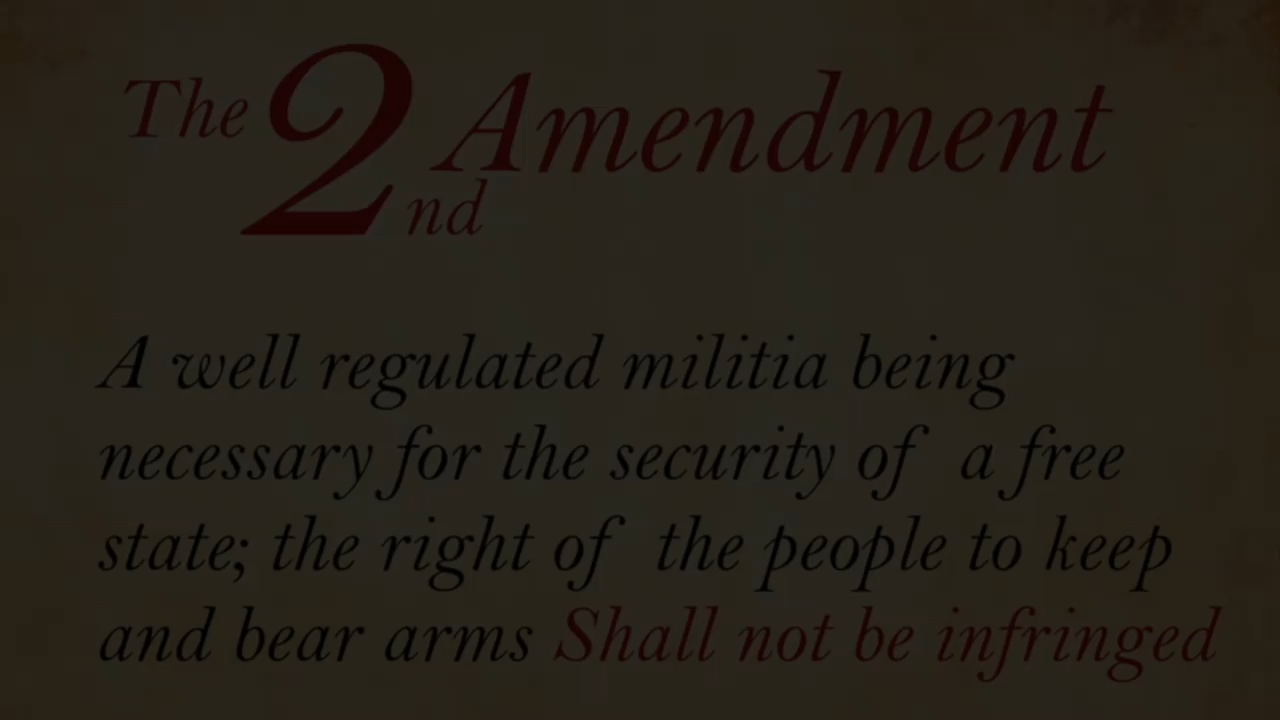 The 2nd Amendment
A well regulated militia being
necessary for the security of a free
state; the right of the people to keep
and bear arms Shall not be infringed